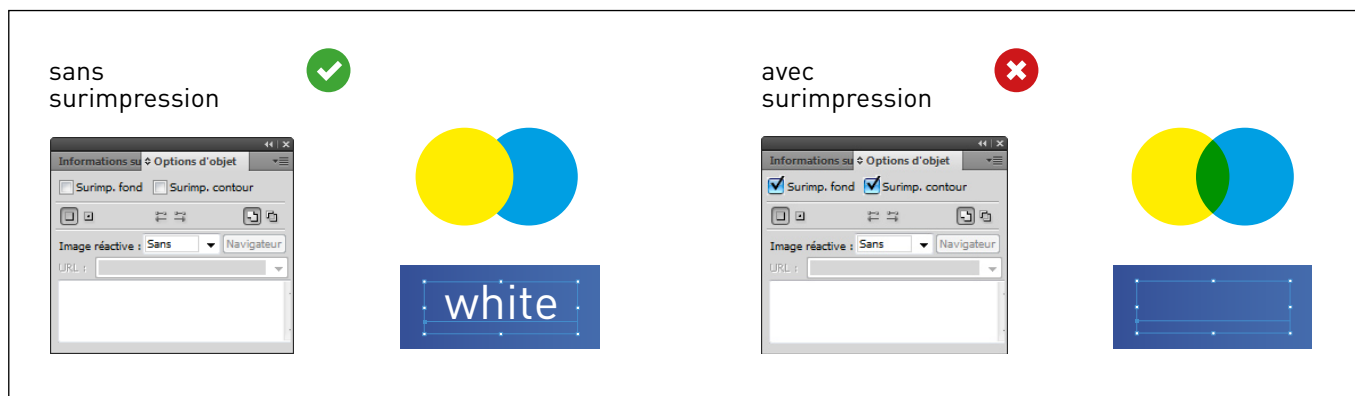 sans
surimpression
Informations su Options d'objet
Surimp. fond Surimp. contour
Image réactive : Sans Navigateur
URL :
white
avec
surimpression
Informations su Options d'objet
Surimp. fond Surimp. contour
Image réactive : Sans Navigateur
URL :